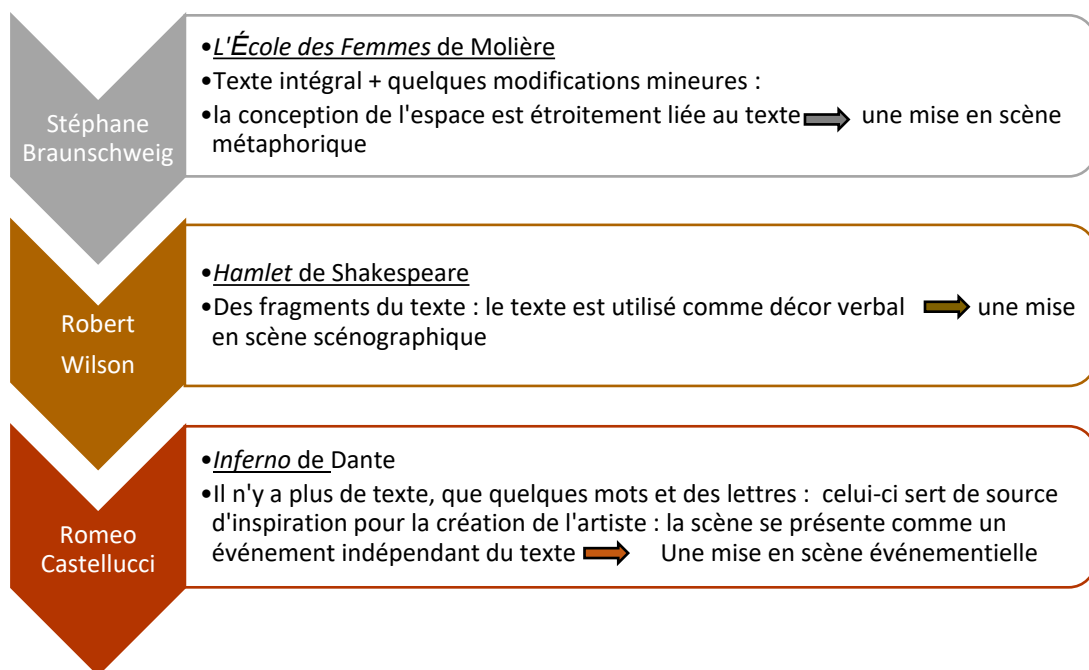 Stéphane
Braunschweig
•L'École des Femmes de Molière
•Texte intégral + quelques modifications mineures :
•la conception de l'espace est étroitement liée au texte une mise en scène
métaphorique
Robert
Wilson
•Hamlet de Shakespeare
•Des fragments du texte : le texte est utilisé comme décor verbal une mise
en scène scénographique
Romeo
Castellucci
•Inferno de Dante
•Il n'y a plus de texte, que quelques mots et des lettres : celui-ci sert de source
d'inspiration pour la création de l'artiste : la scène se présente comme un
événement indépendant du texte Une mise en scène événementielle